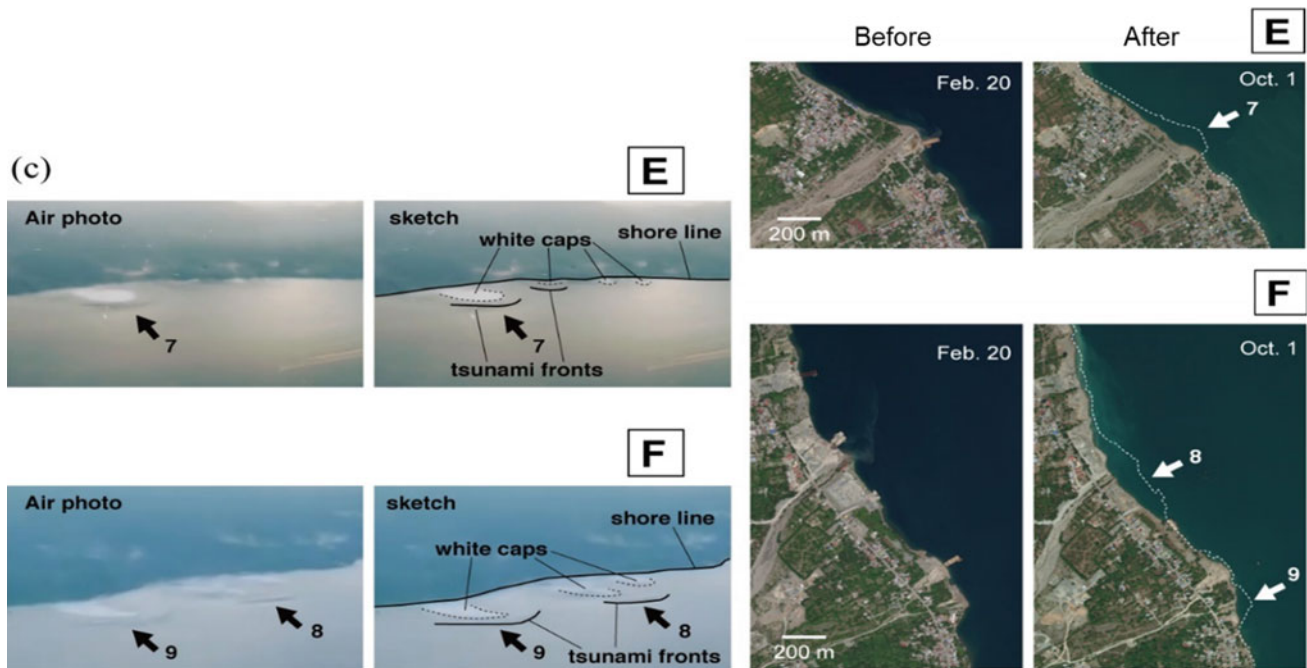 Before
After
E
Feb. 20
Oct. 1
7
200 m
(c)
E
Air photo
sketch
white caps
shore line
7
7
tsunami fronts
F
Feb. 20
Oct. 1
8
9
200 m
F
Air photo
sketch
shore line
white caps
8
9
8
9
tsunami fronts